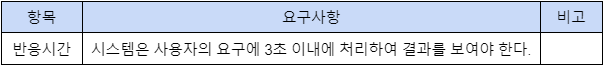 항목 요구사항 비고
반응시간 시스템은 사용자의 요구에 3초 이내에 처리하여 결과를 보여야 한다.